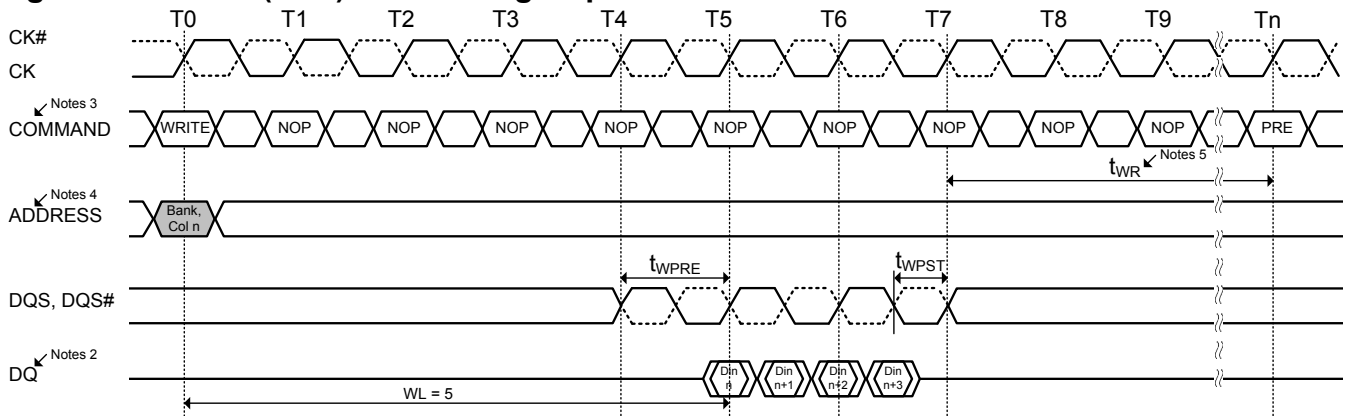 T0 T1 T2 T3 T4 T5 T6 T7 T8 T9 Tn
CK#
CK
Notes 3
COMMAND
WRITE NOP NOP NOP NOP NOP NOP NOP NOP NOP PRE
tWR Notes 5
Notes 4
ADDRESS
Bank,
Col n
tWPRE tWPST
DQS, DQS#
Notes 2
DQ
Din n
Din n+1
Din n+2
Din n+3
WL = 5